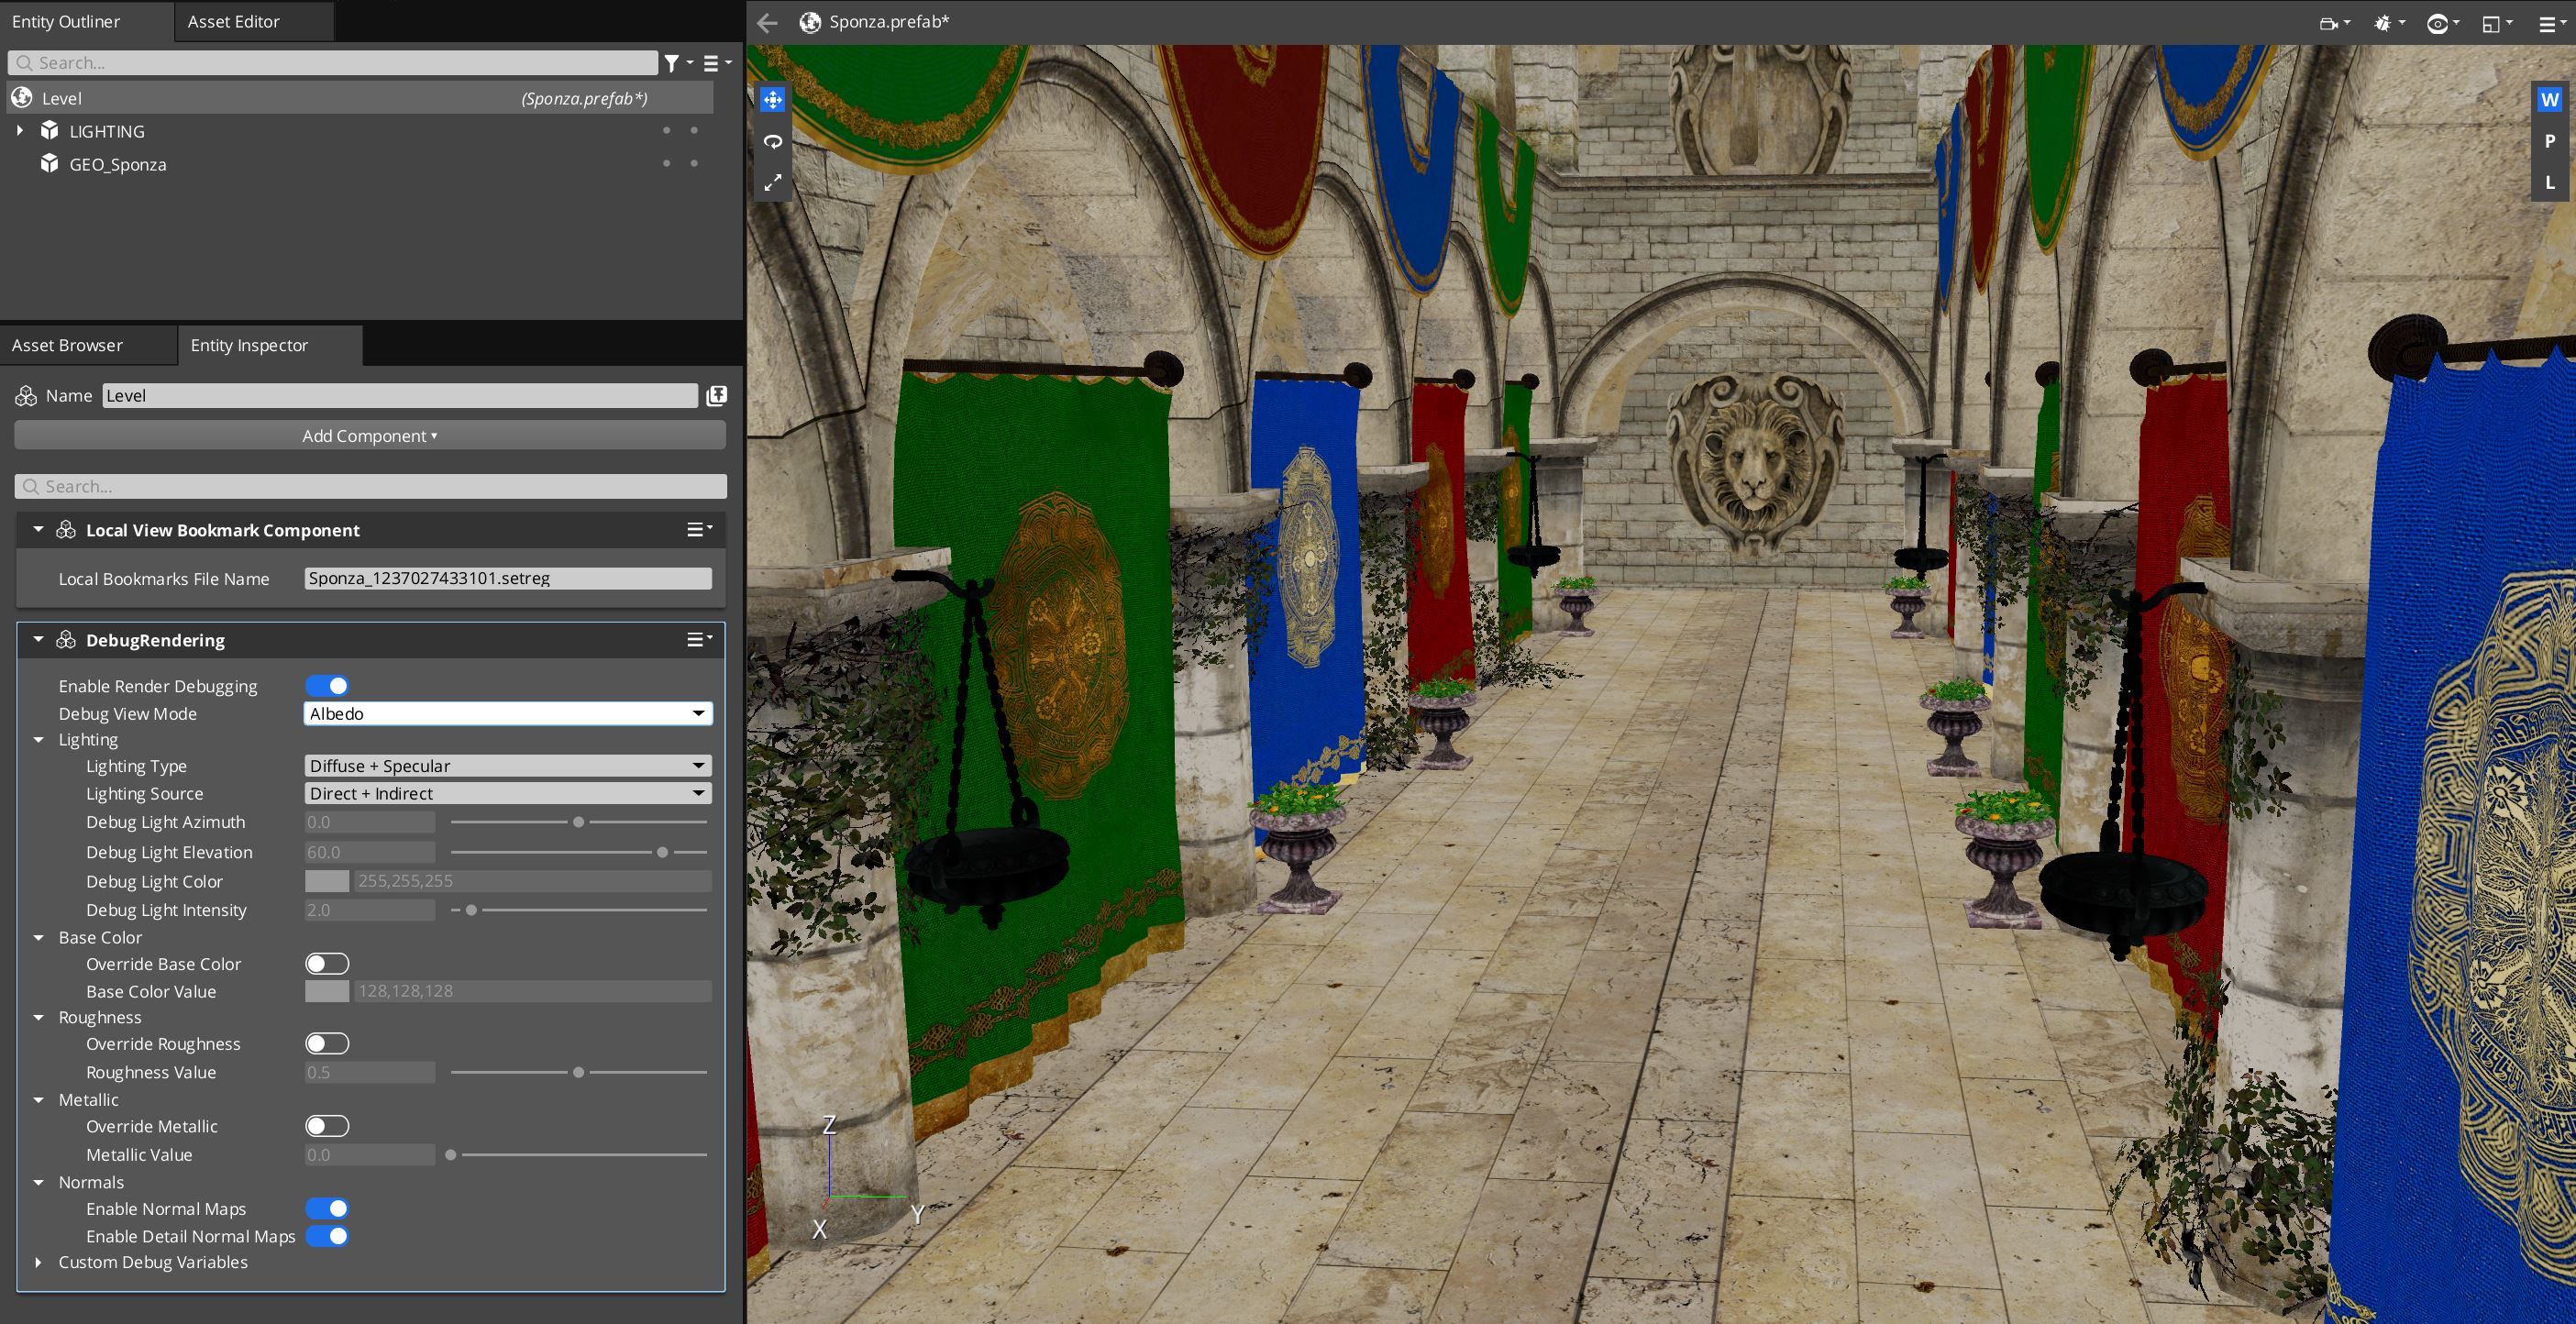 Entity Outliner
Asset Editor
Search...
Level
(Sponza.prefab*)
LIGHTING
GEO_Sponza
Asset Browser
Entity Inspector
Name
Level
Add Component
Search...
Local View Bookmark Component
Local Bookmarks File Name
Sponza_1237027433101.setreg
DebugRendering
Enable Render Debugging
Debug View Mode
Albedo
Lighting
Lighting Type
Diffuse + Specular
Lighting Source
Direct + Indirect
Debug Light Azimuth
0.0
Debug Light Elevation
60.0
Debug Light Color
255,255,255
Debug Light Intensity
2.0
Base Color
Override Base Color
Base Color Value
128,128,128
Roughness
Override Roughness
Roughness Value
0.5
Metallic
Override Metallic
Metallic Value
0.0
Normals
Enable Normal Maps
Enable Detail Normal Maps
Custom Debug Variables
Sponza.prefab*
W
P
L
Z
X
Y